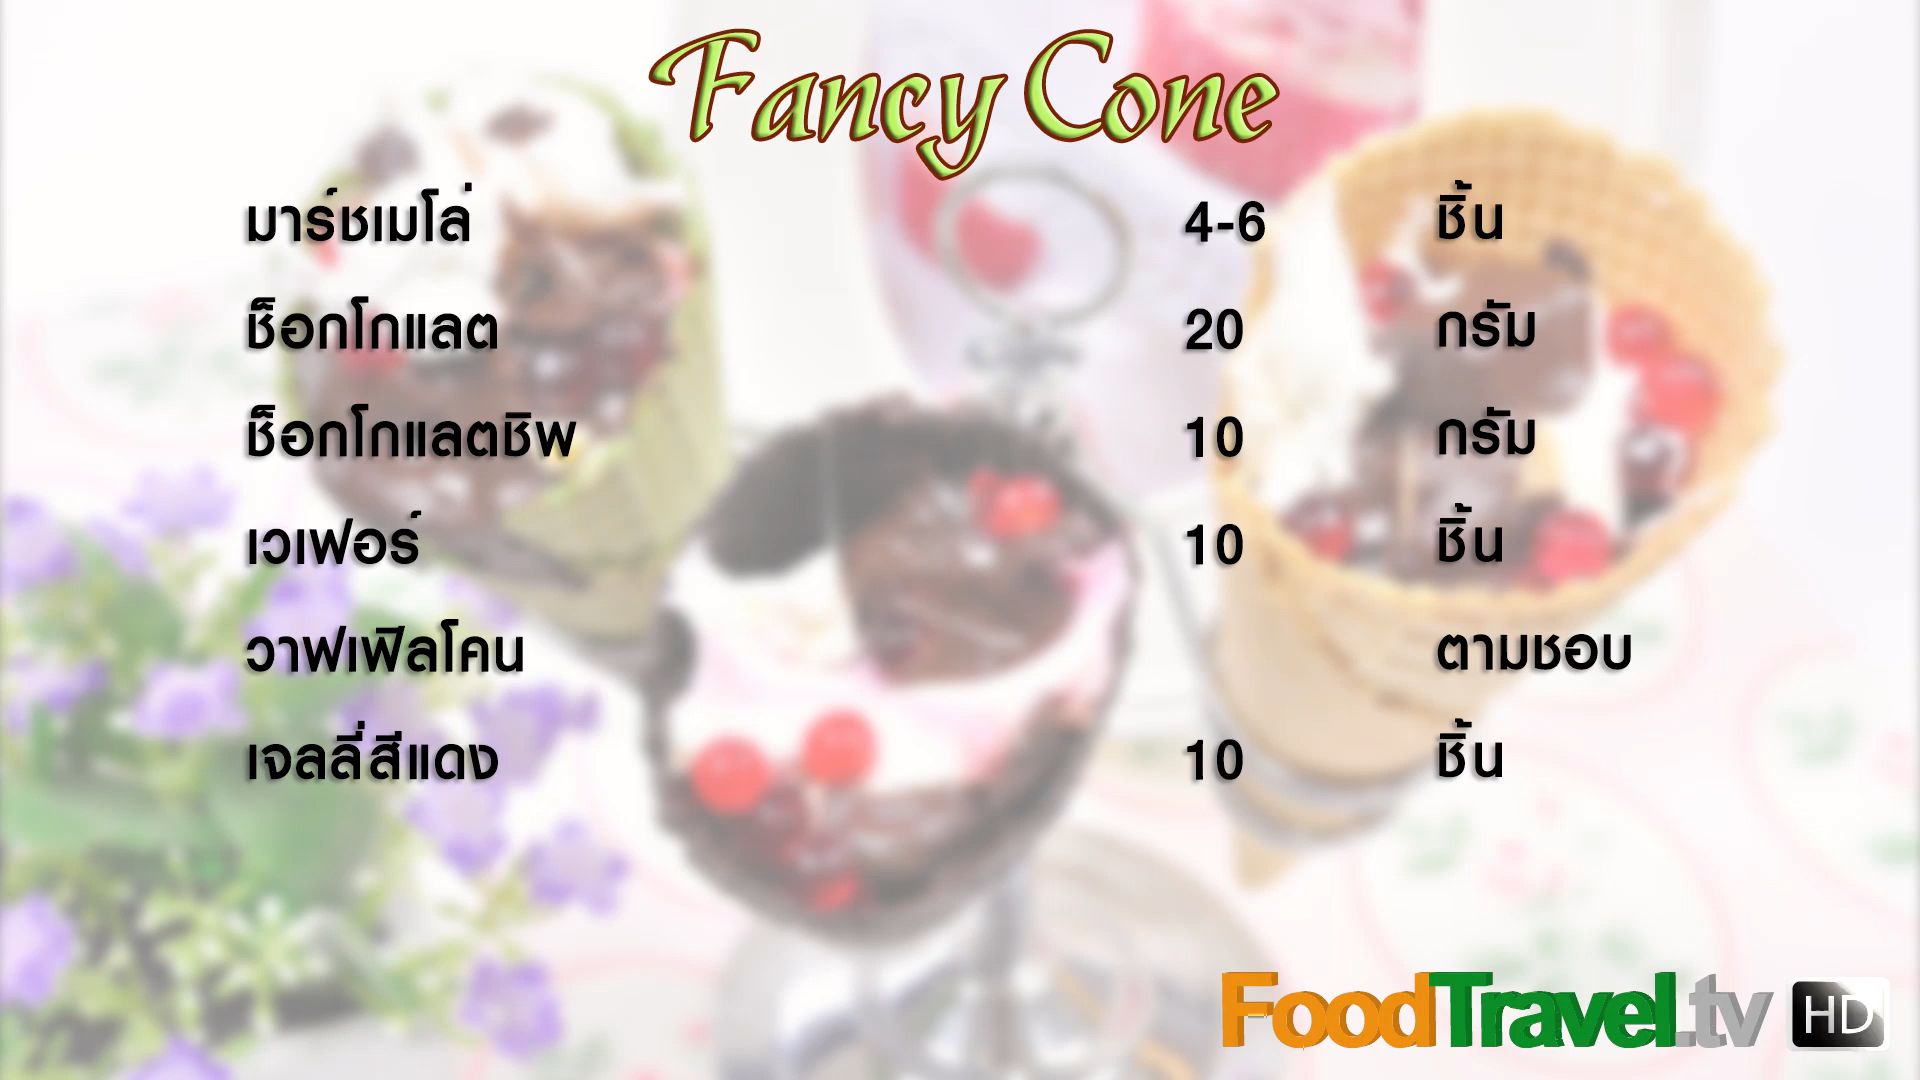 Fancy Cone
มาร์ชเมโล่ 4-6 ชิ้น
ช็อกโกแลต 20 กรัม
ช็อกโกแลตชิพ 10 กรัม
เวเฟอร์ 10 ชิ้น
วาฟเฟิลโคน ตามชอบ
เจลลี่สีแดง 10 ชิ้น
FoodTravel.tv HD